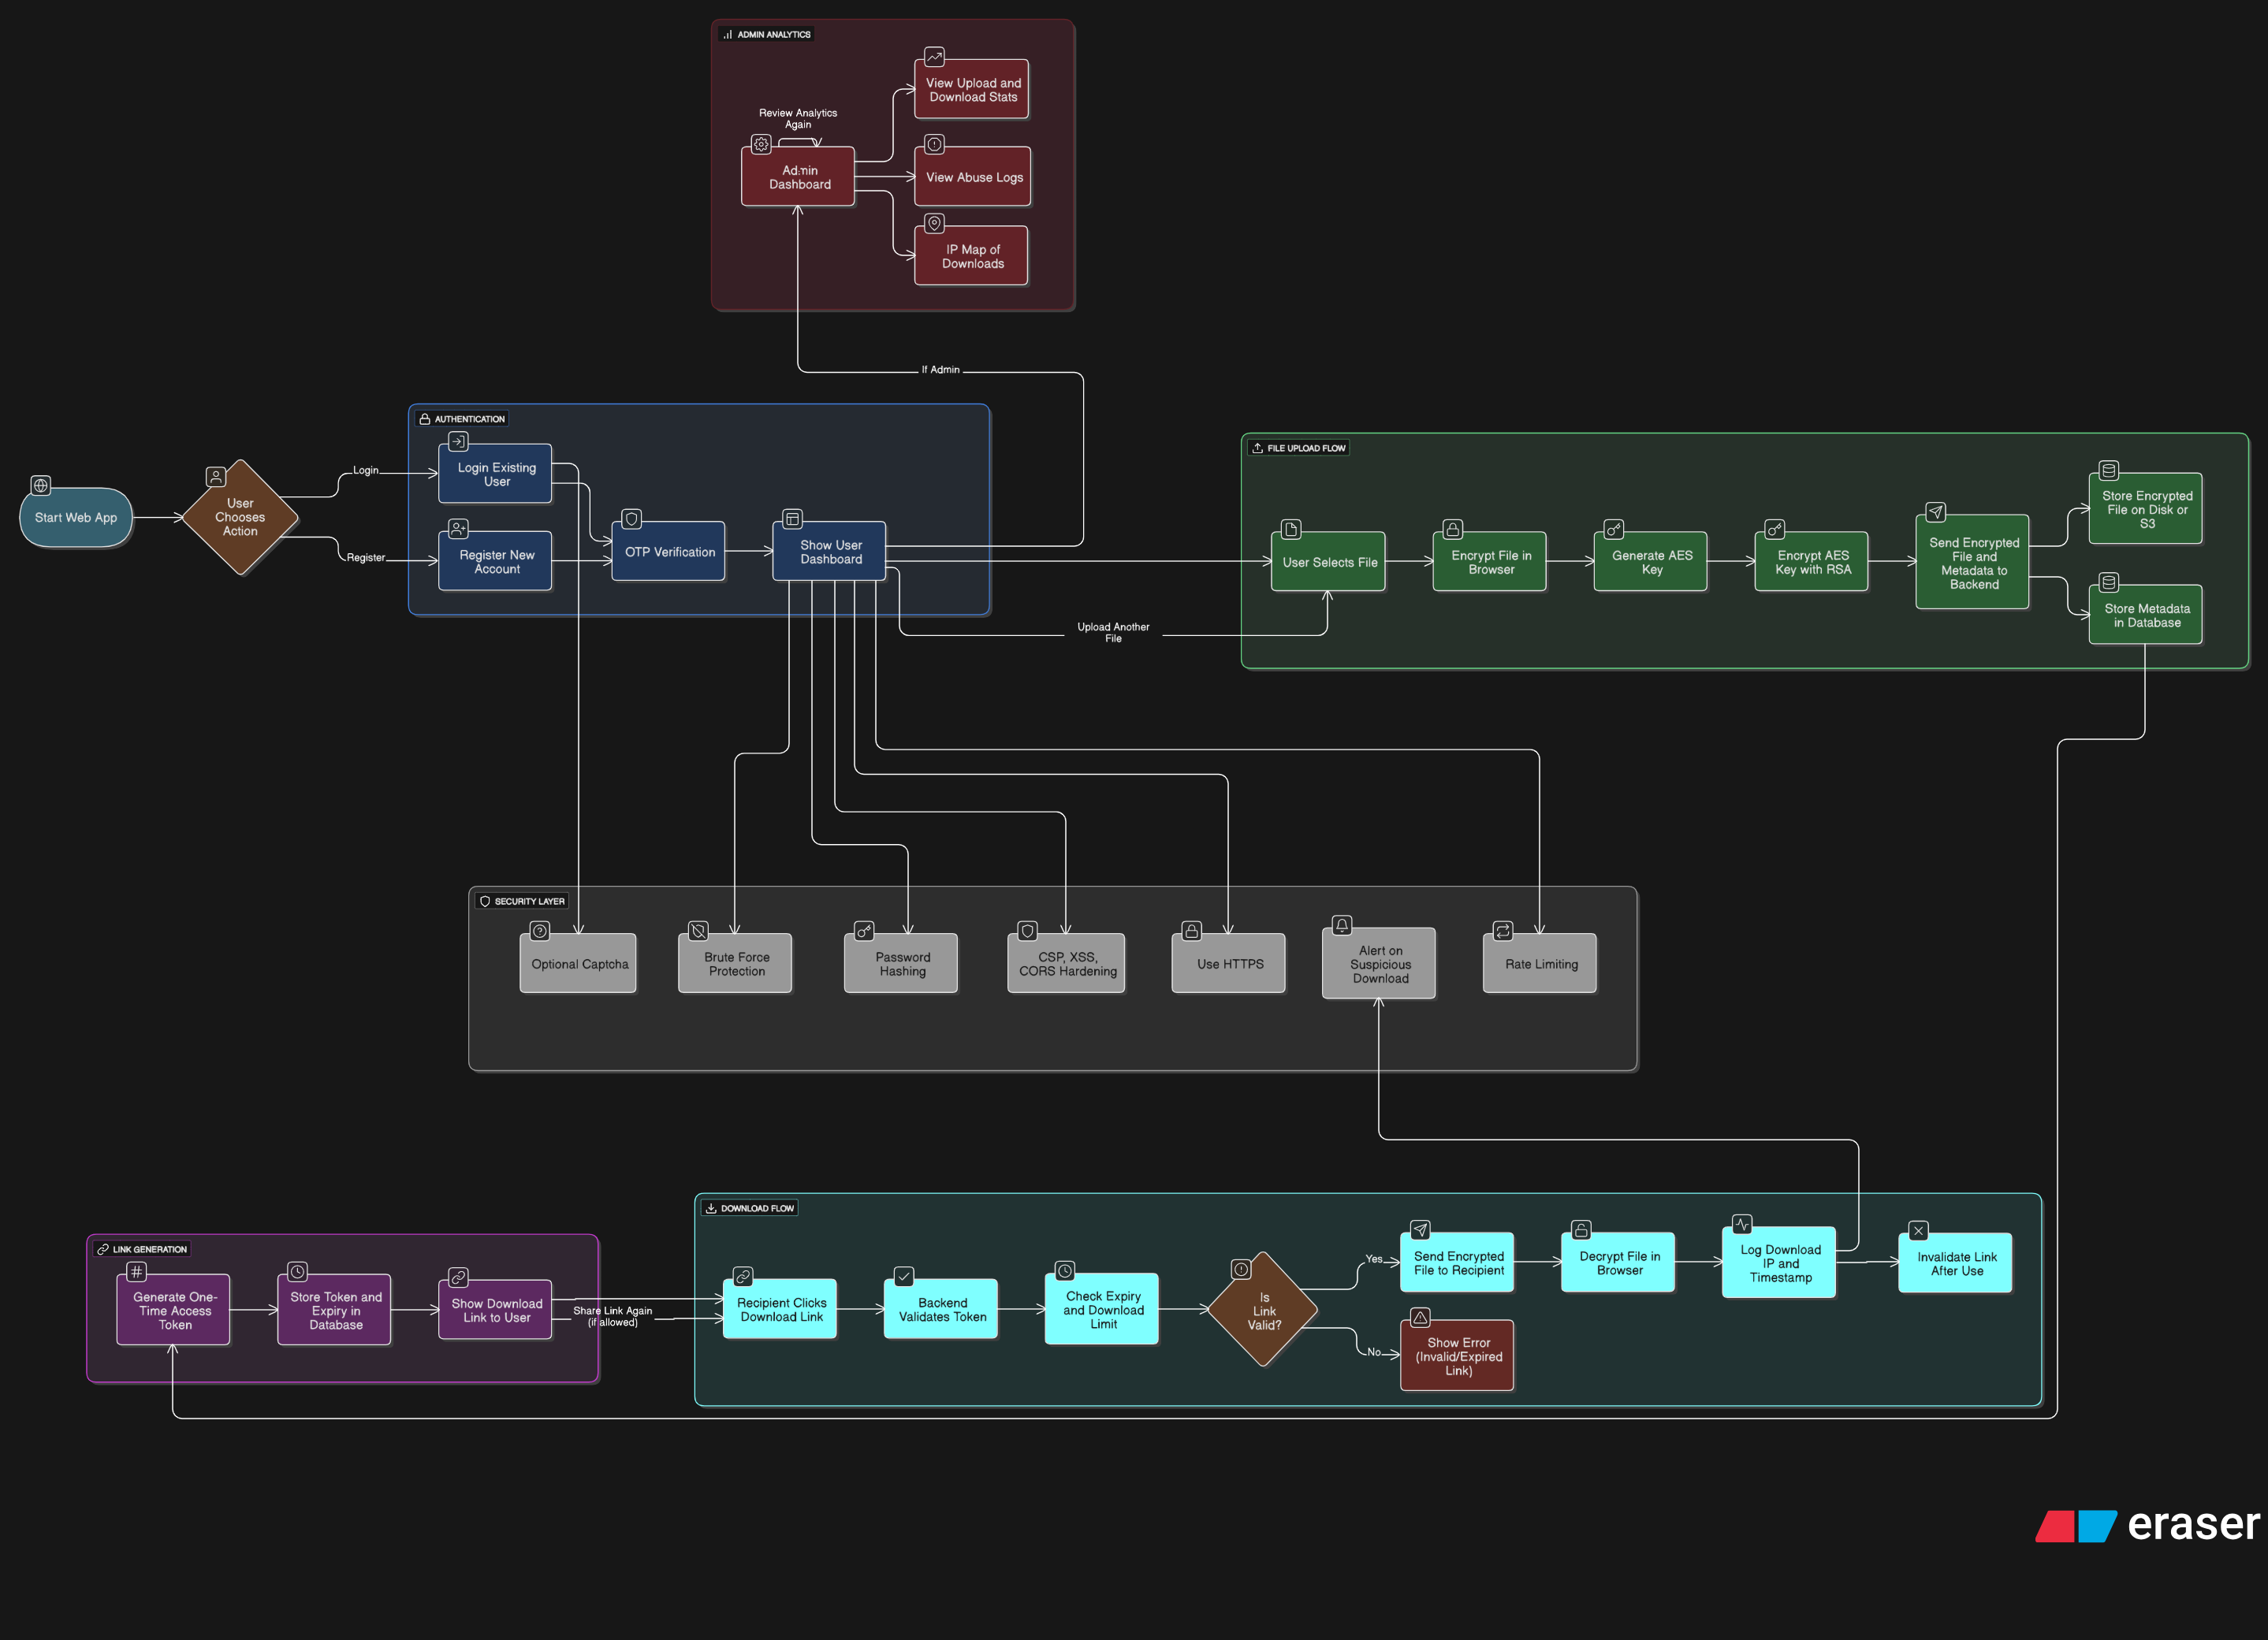 ADMIN ANALYTICS
View Upload and
Download Stats
Review Analytics
Again
Admin
Dashboard
View Abuse Logs
IP Map of
Downloads
If Admin
AUTHENTICATION
Login Existing
User
Login
Start Web App
User
Chooses
Action
Register
Register New
Account
OTP Verification
Show User
Dashboard
Upload Another
File
FILE UPLOAD FLOW
User Selects File
Encrypt File in
Browser
Generate AES
Key
Encrypt AES
Key with RSA
Send Encrypted
File and
Metadata to
Backend
Store Encrypted
File on Disk or
S3
Store Metadata
in Database
SECURITY LAYER
Optional Captcha
Brute Force
Protection
Password
Hashing
CSP, XSS,
CORS Hardening
Use HTTPS
Alert on
Suspicious
Download
Rate Limiting
LINK GENERATION
Generate One-
Time Access
Token
Store Token and
Expiry in
Database
Show Download
Link to User
Share Link Again
(if allowed)
DOWNLOAD FLOW
Recipient Clicks
Download Link
Backend
Validates Token
Check Expiry
and Download
Limit
Is
Link
Valid?
Yes
Send Encrypted
File to Recipient
Decrypt File in
Browser
Log Download
IP and
Timestamp
Invalidate Link
After Use
No
Show Error
(Invalid/Expired
Link)
eraser